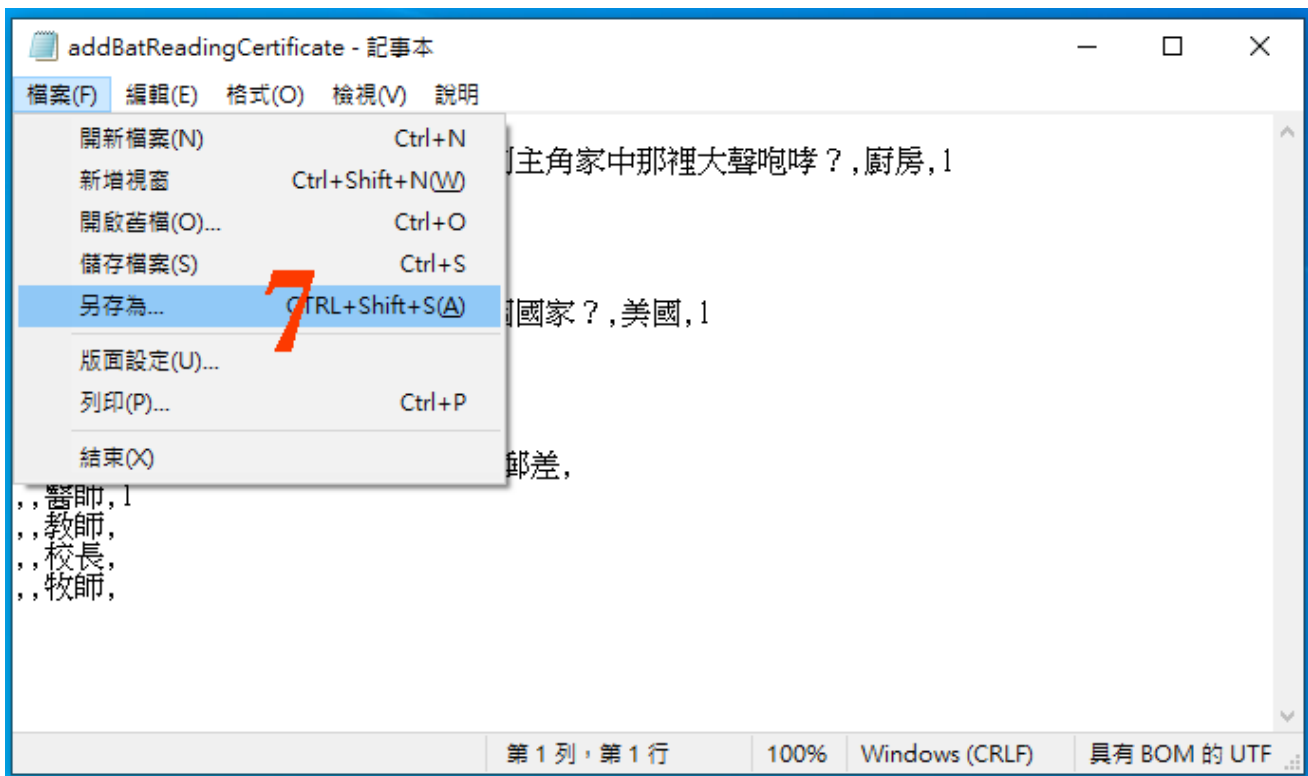 addBatReadingCertificate - 記事本
檔案(F) 編輯(E) 格式(O) 檢視(V) 說明
開新檔案(N) Ctrl+N
主角家中那裡大聲咆哮？,廚房,1
新增視窗 Ctrl+Shift+N(W)
開啟舊檔(O)... Ctrl+O
儲存檔案(S) Ctrl+S
7
另存為... CTRL+Shift+S(A)
國家？,美國,1
版面設定(U)...
列印(P)... Ctrl+P
結束(X)
郵差,
,,醫師,1
,,教師,
,,校長,
,,牧師,
第 1 列，第 1 行 100% Windows (CRLF) 具有 BOM 的 UTF